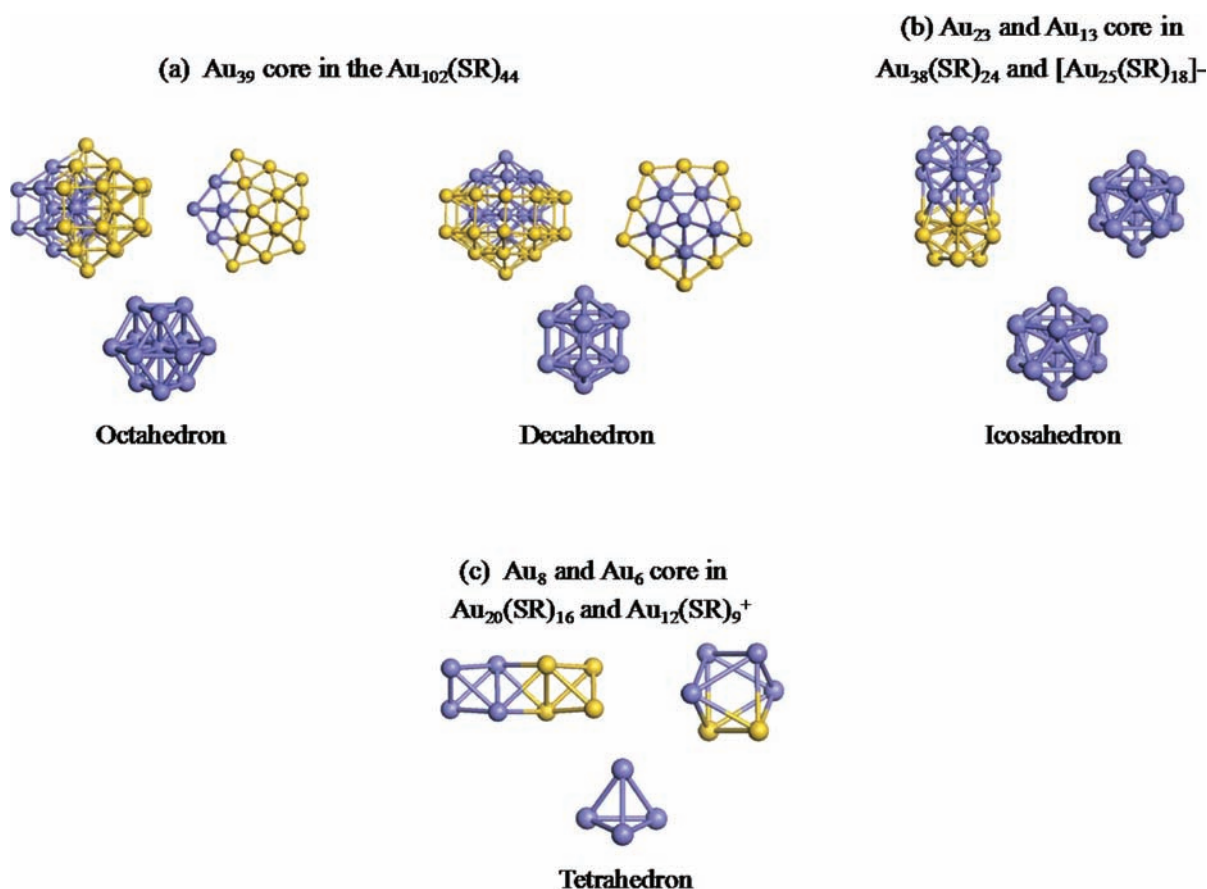 (a) Au₃₉ core in the Au₁₀₂(SR)₄₄
(b) Au₂₃ and Au₁₃ core in
Au₃₈(SR)₂₄ and [Au₂₅(SR)₁₈]-
Octahedron
Decahedron
Icosahedron
(c) Au₈ and Au₆ core in
Au₂₀(SR)₁₆ and Au₁₂(SR)₉⁺
Tetrahedron